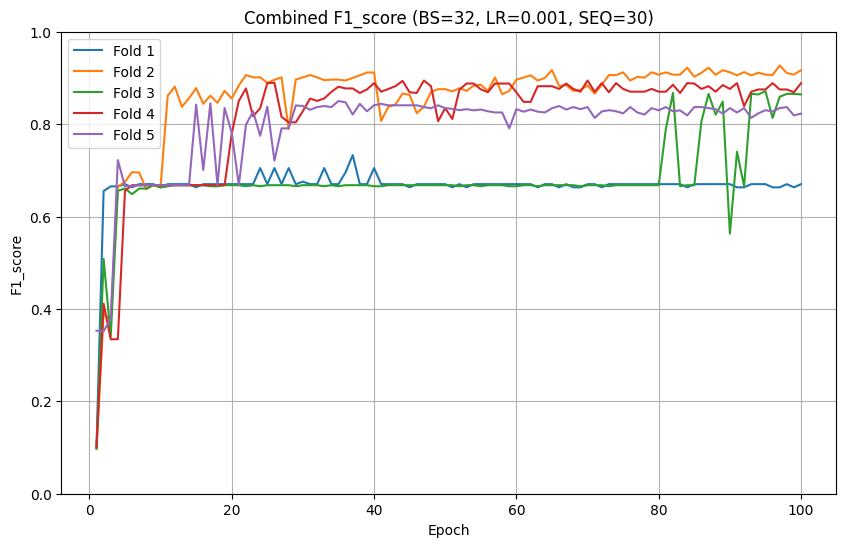 Combined F1_score (BS=32, LR=0.001, SEQ=30)
Fold 1
Fold 2
Fold 3
Fold 4
Fold 5
F1_score
1.0
0.8
0.6
0.4
0.2
0.0
0 20 40 60 80 100
Epoch